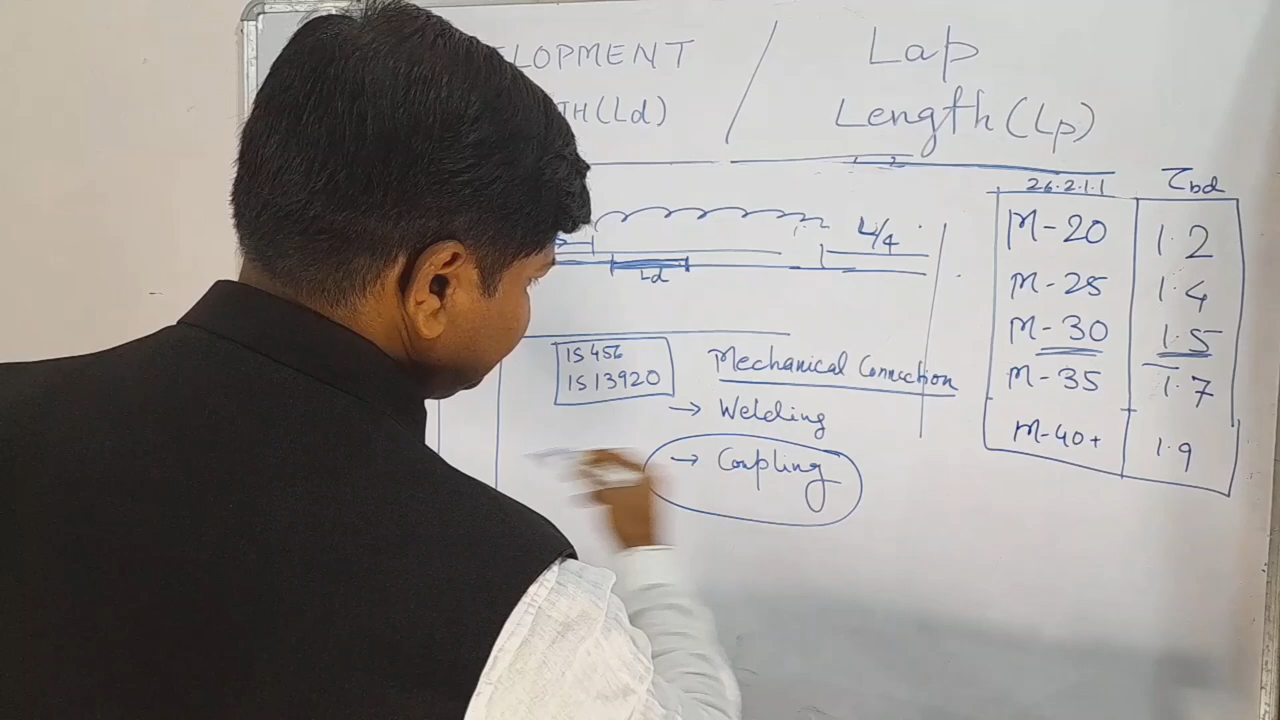 LOPMENT / Lap
TH (Ld) Length (Lp)
26.2.1.1 τbd
M-20 1.2
L/4
Ld
M-25 1.4
M-30 1.5
IS 456 Mechanical Connection
IS 13920
M-35 1.7
→ Welding
M-40+ 1.9
→ Coupling